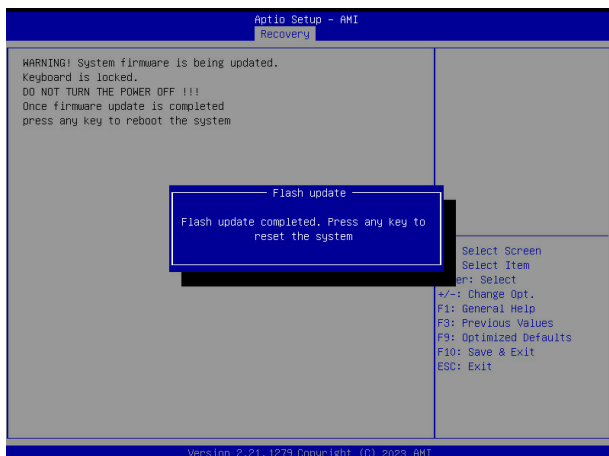 Aptio Setup - AMI
Recovery
WARNING! System firmware is being updated.
Keyboard is locked.
DO NOT TURN THE POWER OFF !!!
Once firmware update is completed
press any key to reboot the system
Flash update
Flash update completed. Press any key to
reset the system
Select Screen
Select Item
er: Select
+/-: Change Opt.
F1: General Help
F3: Previous Values
F9: Optimized Defaults
F10: Save & Exit
ESC: Exit
Version 2.21.1279 Copyright (C) 2023 AMI